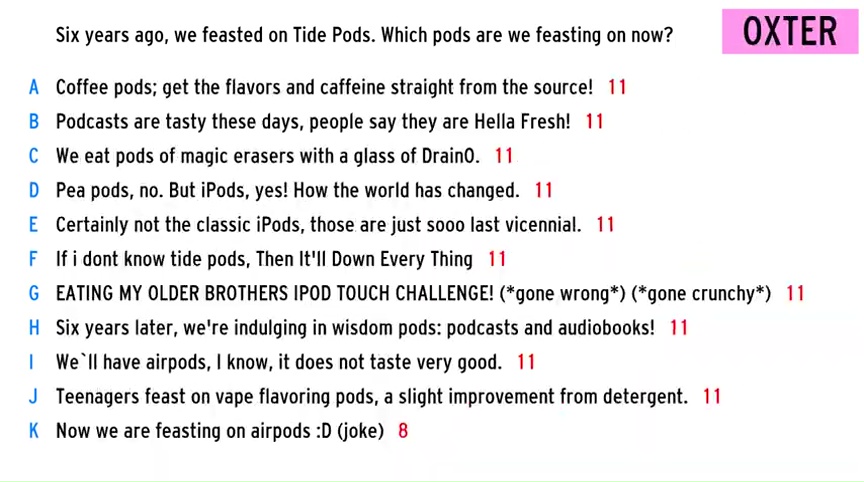 Six years ago, we feasted on Tide Pods. Which pods are we feasting on now?
OXTER
A Coffee pods; get the flavors and caffeine straight from the source! 11
B Podcasts are tasty these days, people say they are Hella Fresh! 11
C We eat pods of magic erasers with a glass of DrainO. 11
D Pea pods, no. But iPods, yes! How the world has changed. 11
E Certainly not the classic iPods, those are just sooo last vicennial. 11
F If i dont know tide pods, Then It'll Down Every Thing 11
G EATING MY OLDER BROTHERS IPOD TOUCH CHALLENGE! (*gone wrong*) (*gone crunchy*) 11
H Six years later, we're indulging in wisdom pods: podcasts and audiobooks! 11
I We`ll have airpods, I know, it does not taste very good. 11
J Teenagers feast on vape flavoring pods, a slight improvement from detergent. 11
K Now we are feasting on airpods :D (joke) 8